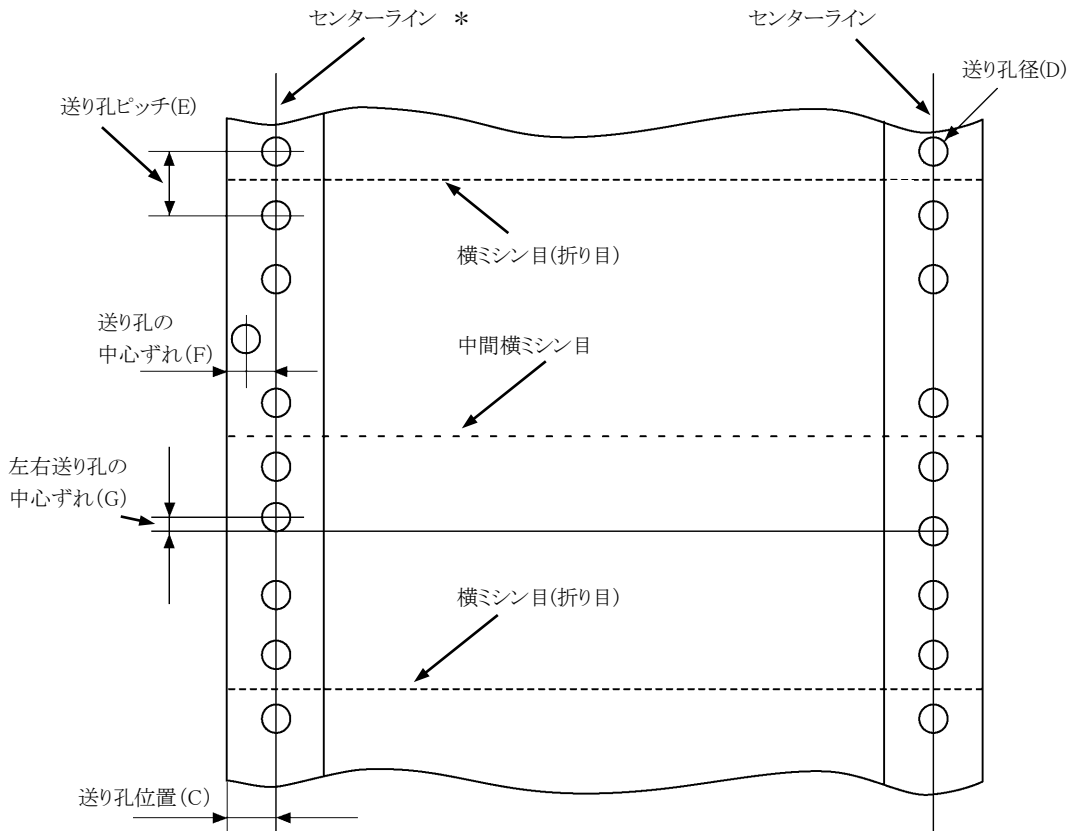 センターライン ＊
センターライン
送り孔径(D)
送り孔ピッチ(E)
横ミシン目(折り目)
送り孔の
中心ずれ(F)
中間横ミシン目
左右送り孔の
中心ずれ(G)
横ミシン目(折り目)
送り孔位置(C)